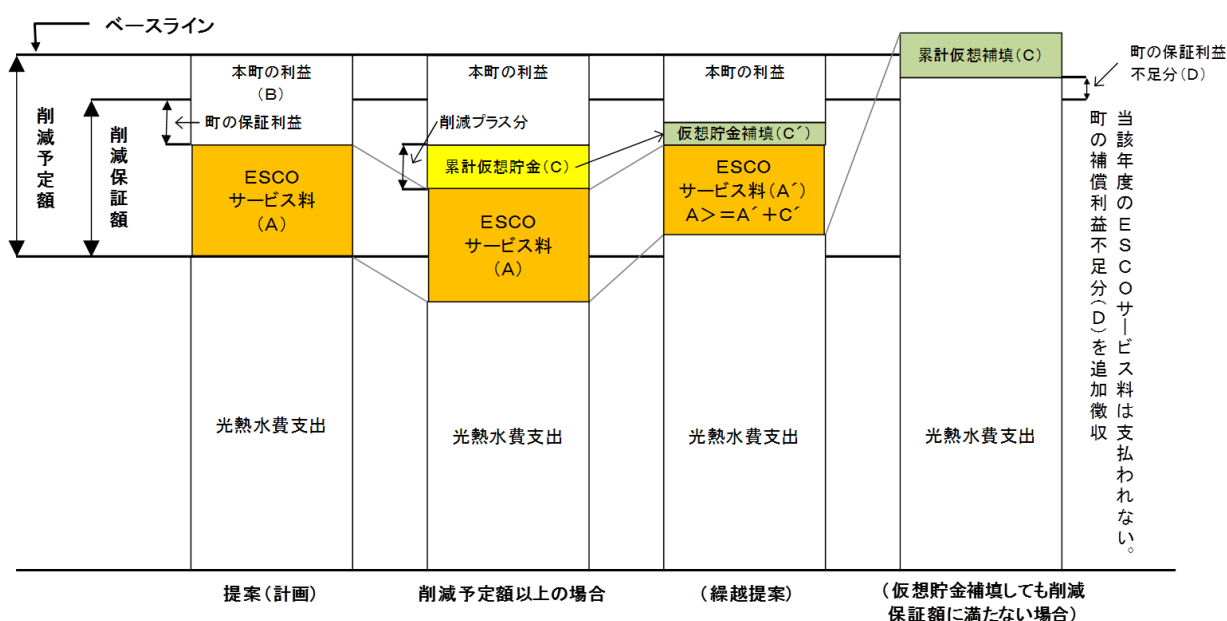 ベースライン
削減予定額
削減保証額
本町の利益
(B)
町の保証利益
ESCO
サービス料
(A)
光熱水費支出
提案(計画)
本町の利益
削減プラス分
累計仮想貯金(C)
ESCO
サービス料
(A)
光熱水費支出
削減予定額以上の場合
本町の利益
仮想貯金補填(C´)
ESCO
サービス料(A´)
A>=A´+C´
光熱水費支出
(繰越提案)
累計仮想補填(C)
光熱水費支出
(仮想貯金補填しても削減
保証額に満たない場合)
町の保証利益
不足分(D)
当該年度のESCOサービス料は支払われない。
町の補償利益不足分(D)を追加徴収